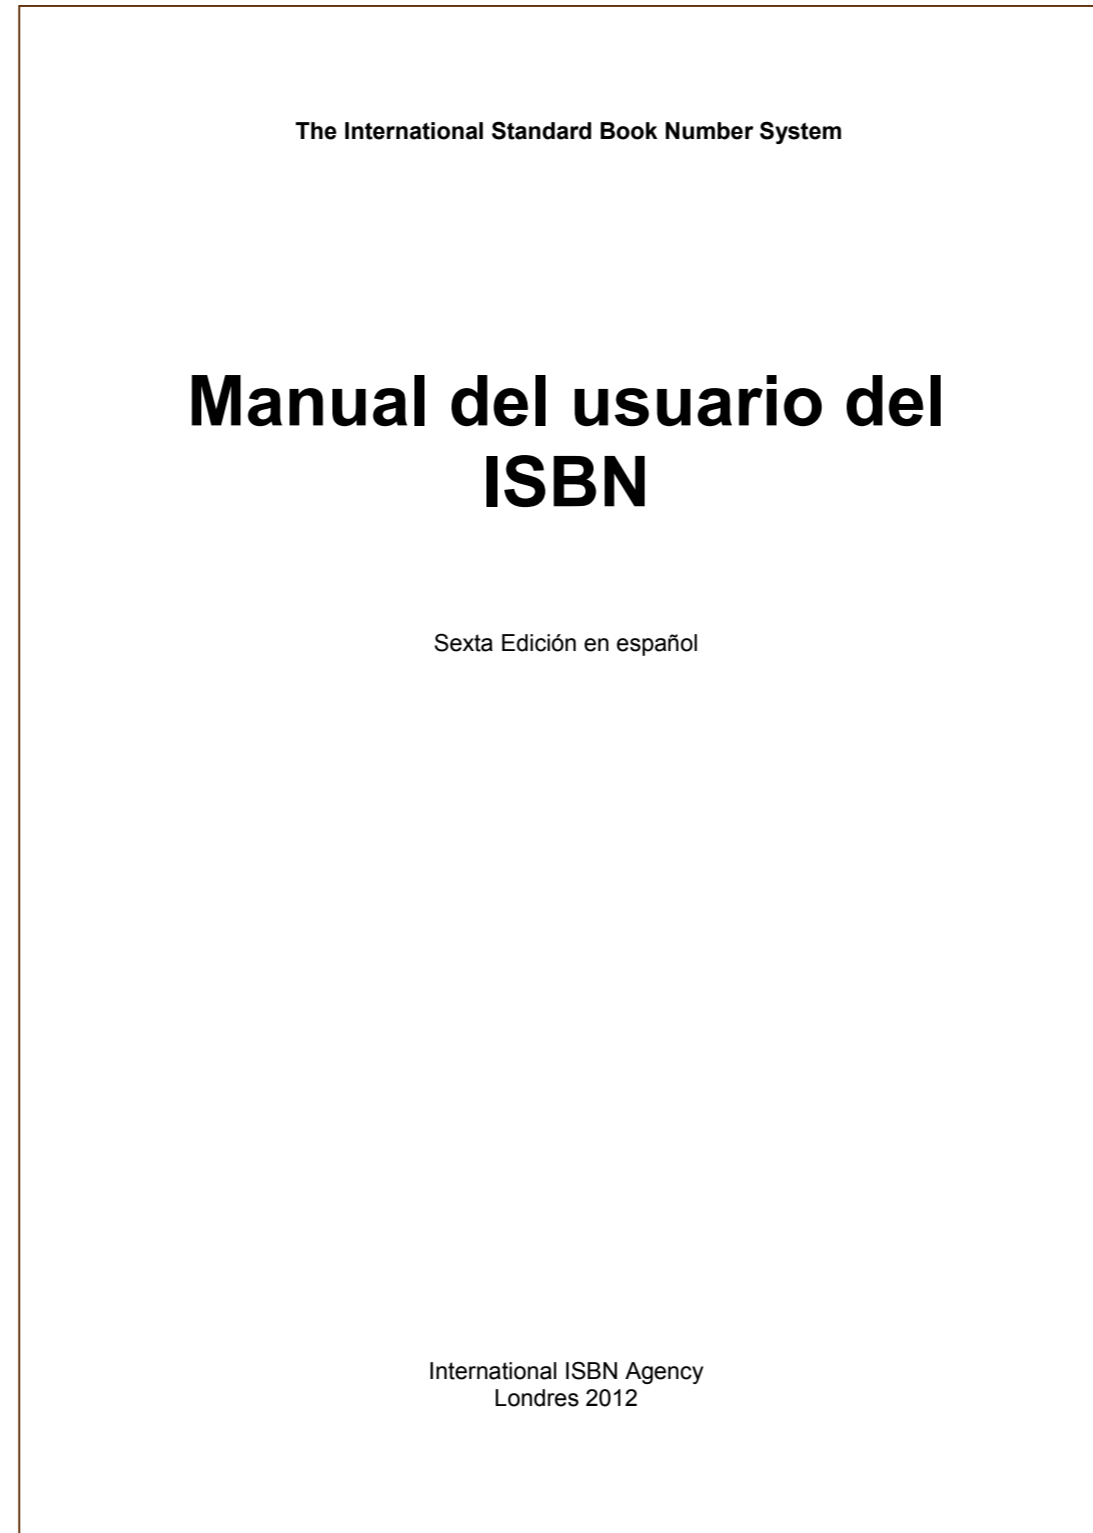 The International Standard Book Number System
Manual del usuario del
ISBN
Sexta Edición en español
International ISBN Agency
Londres 2012